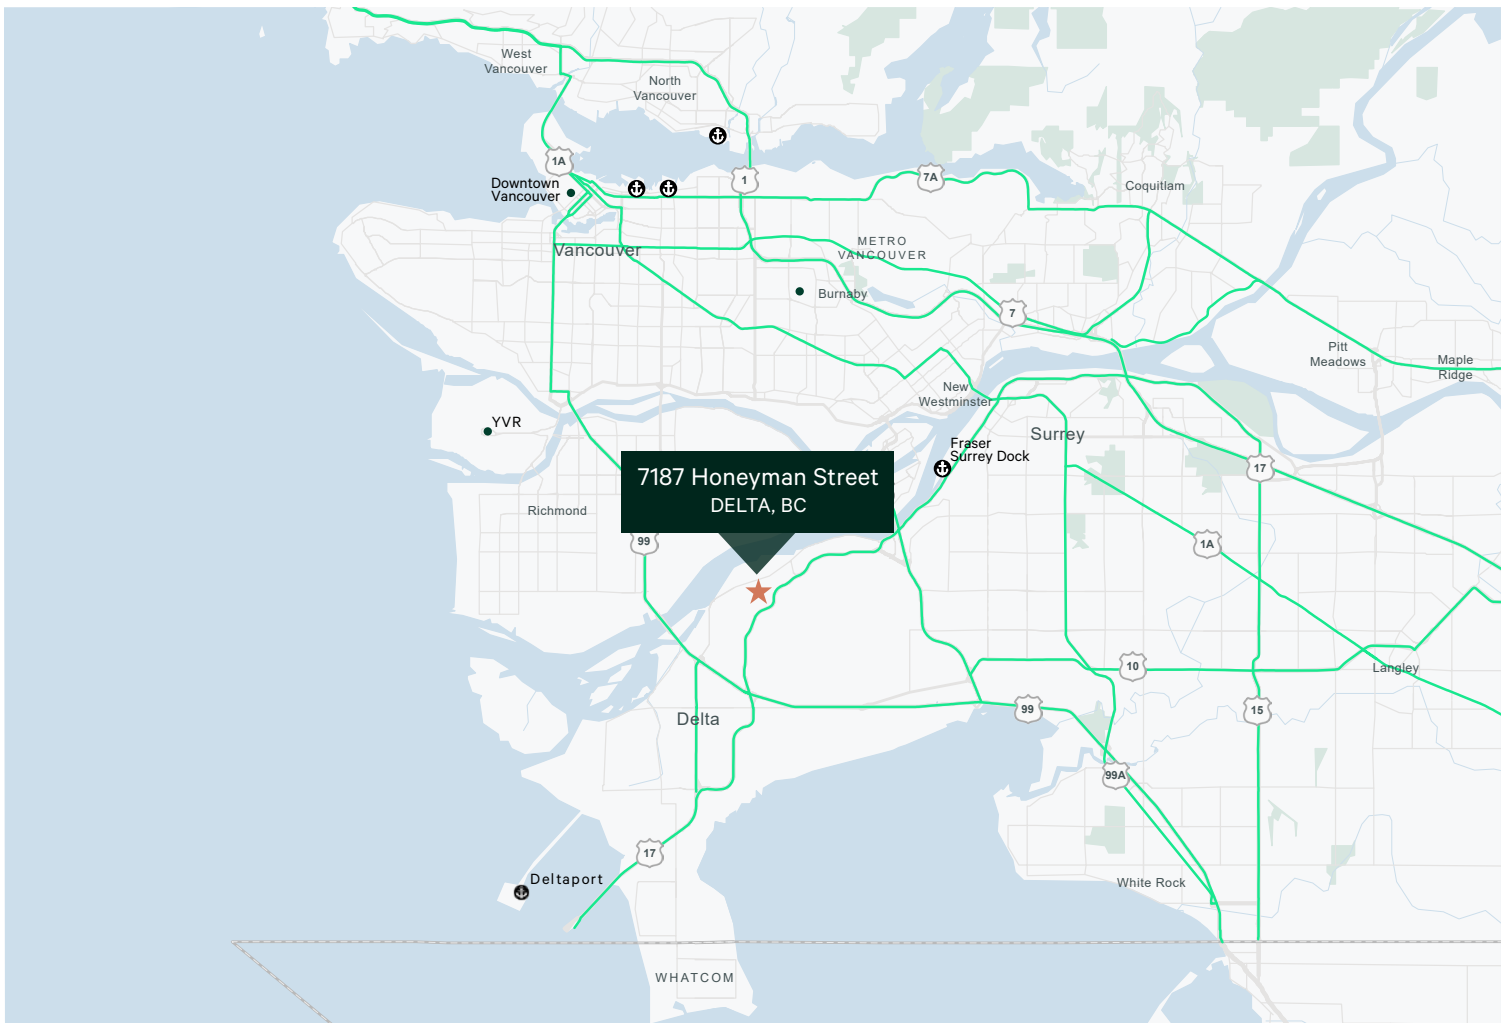 West
Vancouver
North
Vancouver
1A
1
7A
Downtown
Vancouver
Coquitlam
Vancouver
METRO
VANCOUVER
Burnaby
7
Pitt
Meadows
Maple
Ridge
New
Westminster
YVR
Surrey
Fraser
Surrey Dock
17
7187 Honeyman Street
DELTA, BC
Richmond
99
1A
10
Langley
99
15
Delta
99A
17
Deltaport
White Rock
WHATCOM